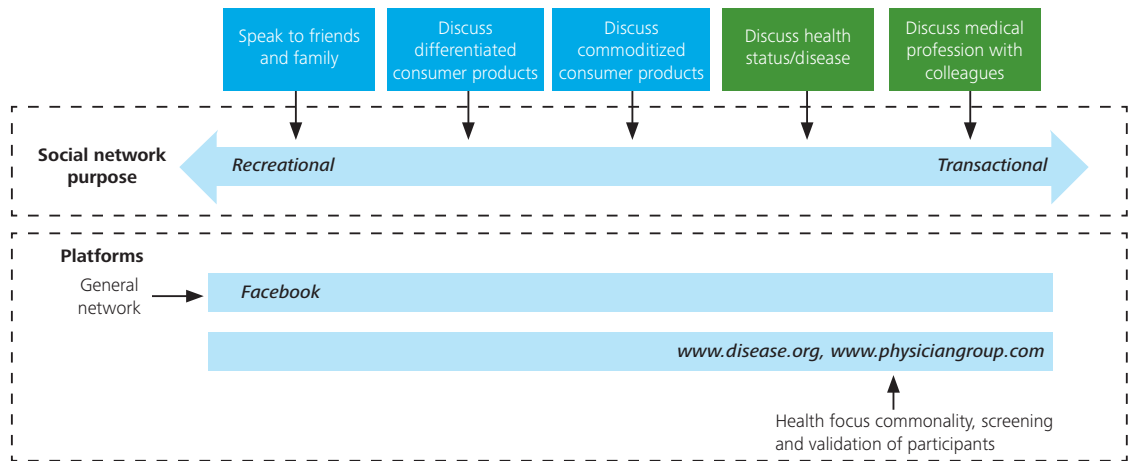 Speak to friends
and family
Discuss
differentiated
consumer products
Discuss
commoditized
consumer products
Discuss health
status/disease
Discuss medical
profession with
colleagues
Social network
purpose
Recreational
Transactional
Platforms
General
network
Facebook
www.disease.org, www.physiciangroup.com
Health focus commonality, screening
and validation of participants